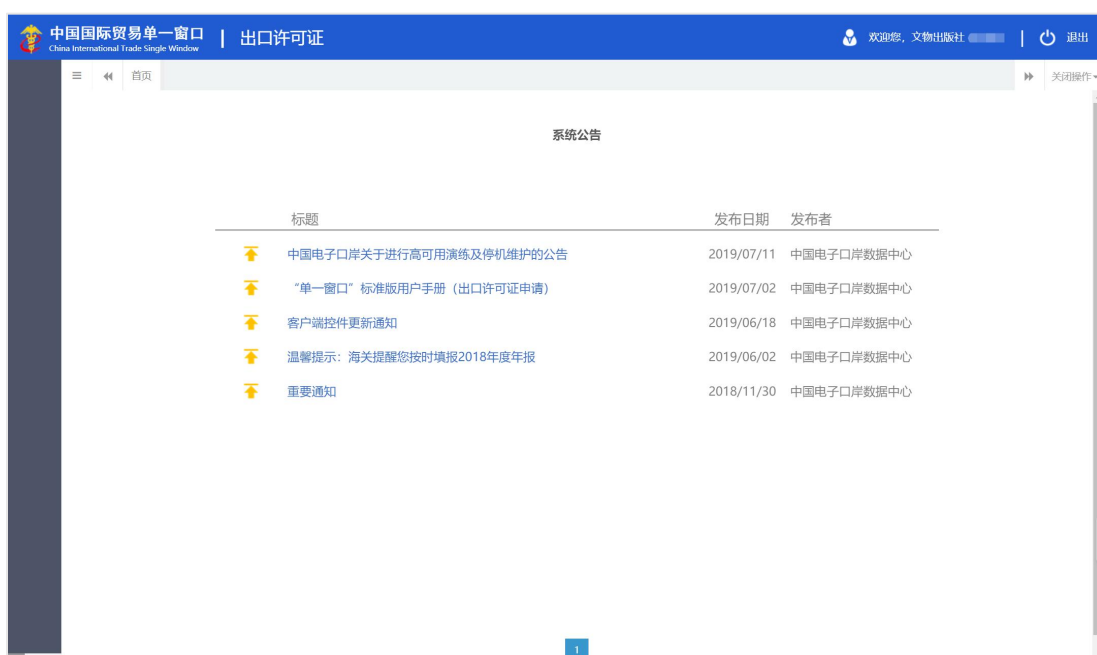 中国国际贸易单一窗口 | 出口许可证 欢迎您，文物出版社 | 退出
China International Trade Single Window
首页 关闭操作
系统公告
标题 发布日期 发布者
中国电子口岸关于进行高可用演练及停机维护的公告 2019/07/11 中国电子口岸数据中心
“单一窗口”标准版用户手册（出口许可证申请） 2019/07/02 中国电子口岸数据中心
客户端控件更新通知 2019/06/18 中国电子口岸数据中心
温馨提示：海关提醒您按时填报2018年度年报 2019/06/02 中国电子口岸数据中心
重要通知 2018/11/30 中国电子口岸数据中心
1